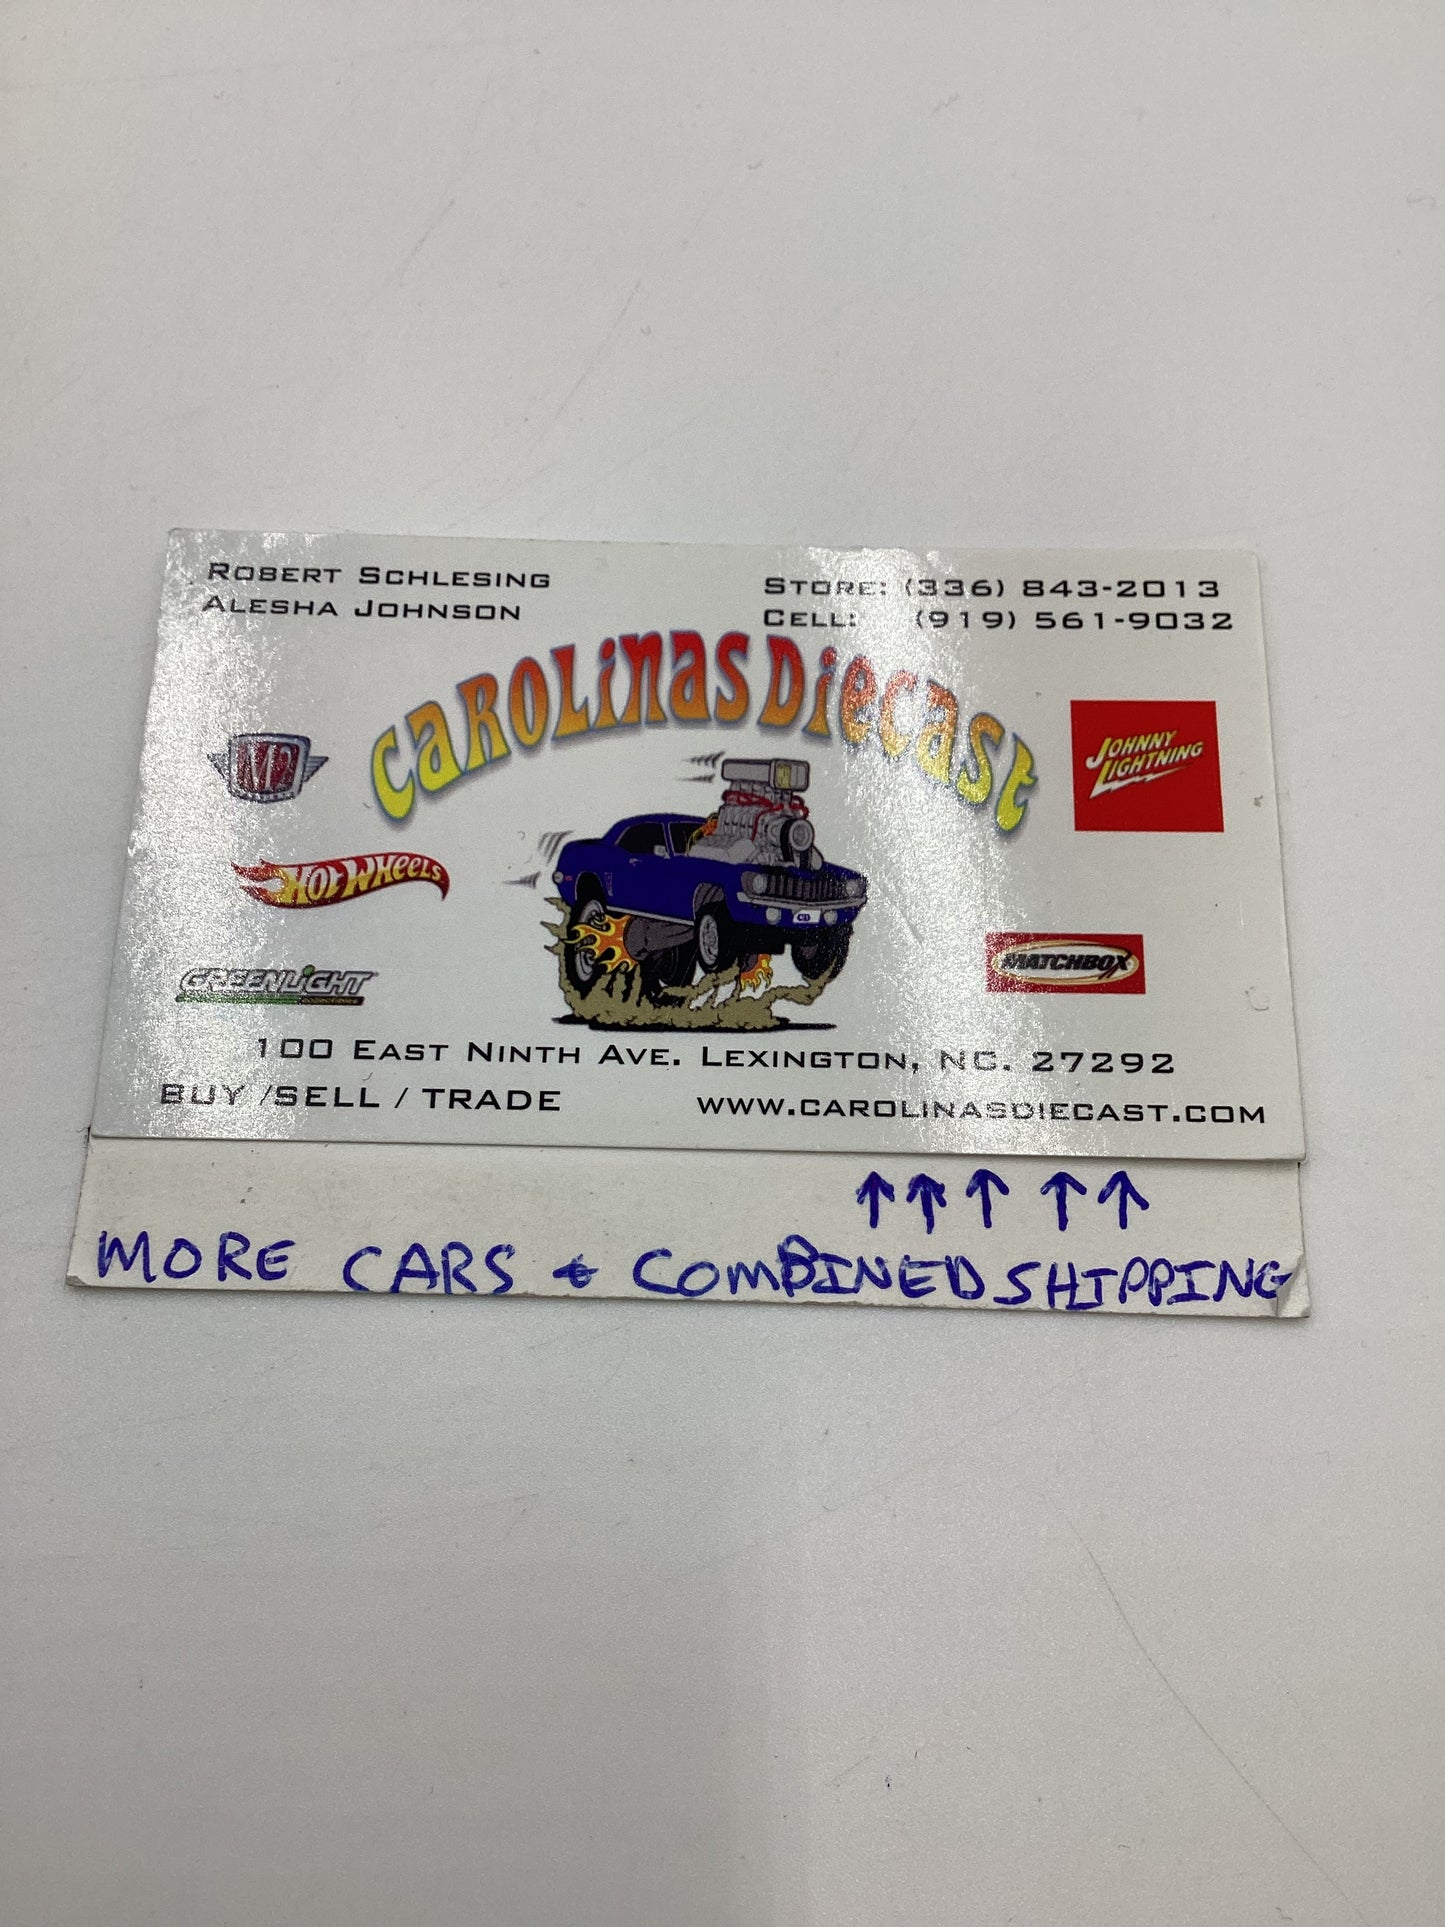 ROBERT SCHLESING
ALESHA JOHNSON
STORE: (336) 843-2013
CELL: (919) 561-9032
CAROLINAS DIECAST
M2
JOHNNY LIGHTNING
HOT WHEELS
CD
MATCHBOX
GREENLIGHT
100 EAST NINTH AVE. LEXINGTON, NC. 27292
BUY /SELL / TRADE
WWW.CAROLINASDIECAST.COM
↑ ↑ ↑ ↑ ↑
MORE CARS & COMBINED SHIPPING